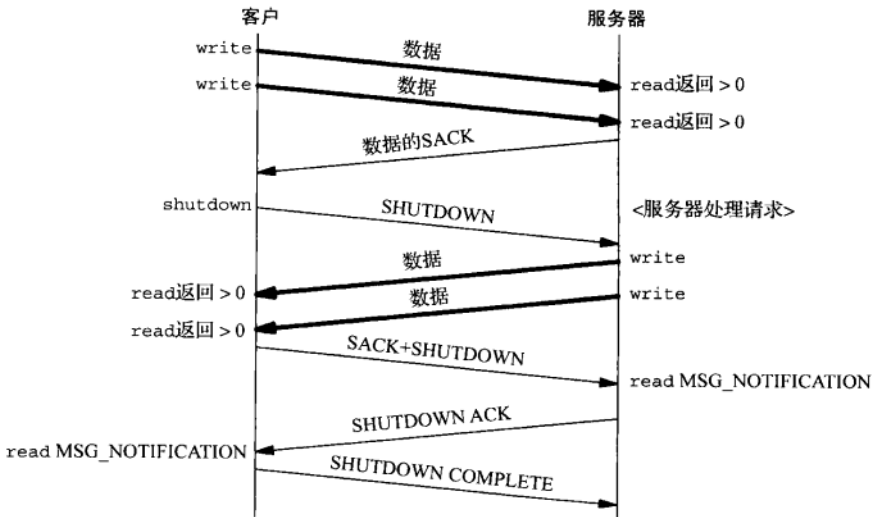 客户
服务器
write
数据
write
数据
read返回 > 0
read返回 > 0
数据的SACK
shutdown
SHUTDOWN
<服务器处理请求>
数据
write
read返回 > 0
数据
write
read返回 > 0
SACK+SHUTDOWN
read MSG_NOTIFICATION
SHUTDOWN ACK
read MSG_NOTIFICATION
SHUTDOWN COMPLETE